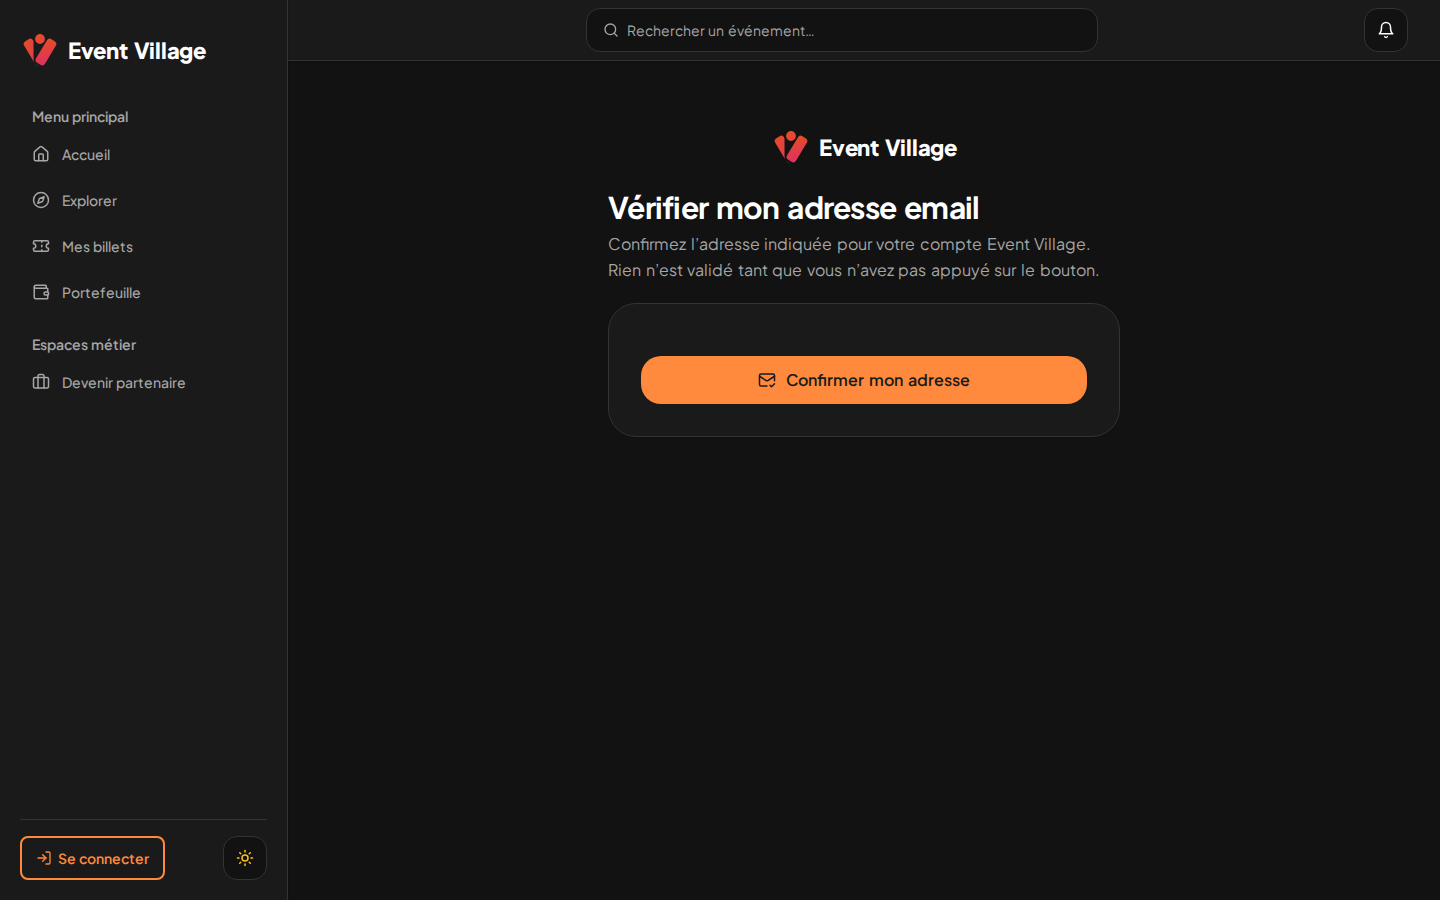 Event Village
Menu principal
Accueil
Explorer
Mes billets
Portefeuille
Espaces métier
Devenir partenaire
Se connecter
Rechercher un événement…
Event Village
Vérifier mon adresse email
Confirmez l’adresse indiquée pour votre compte Event Village.
Rien n’est validé tant que vous n’avez pas appuyé sur le bouton.
Confirmer mon adresse